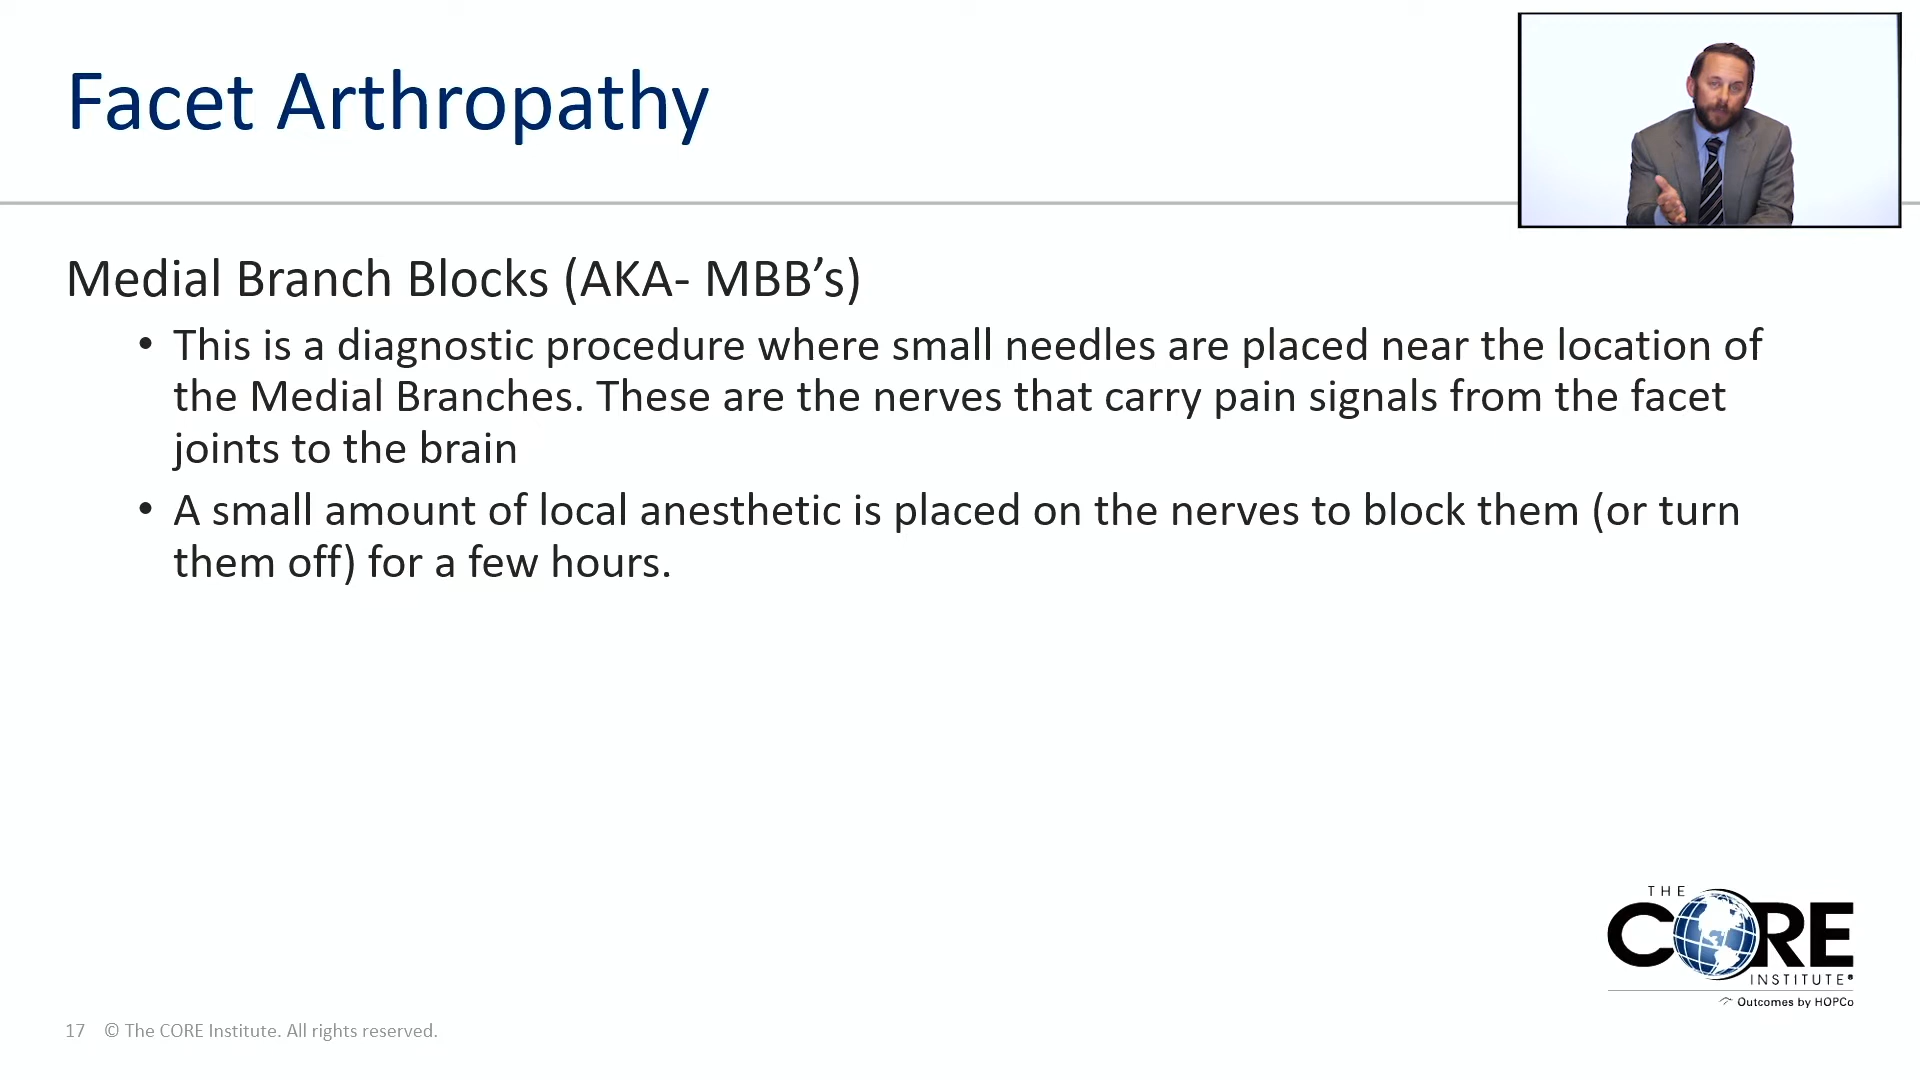 Facet Arthropathy
Medial Branch Blocks (AKA- MBB’s)
• This is a diagnostic procedure where small needles are placed near the location of
the Medial Branches. These are the nerves that carry pain signals from the facet
joints to the brain
• A small amount of local anesthetic is placed on the nerves to block them (or turn
them off) for a few hours.
THE
CORE
INSTITUTE®
Outcomes by HOPCo
17 © The CORE Institute. All rights reserved.